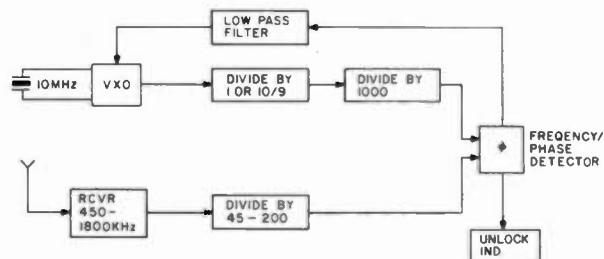 LOW PASS
FILTER
10MHz
VXO
DIVIDE BY
1 OR 10/9
DIVIDE BY
1000
FREQENCY/
PHASE
DETECTOR
Φ
RCVR
450-
1800KHz
DIVIDE BY
45-200
UNLOCK
IND